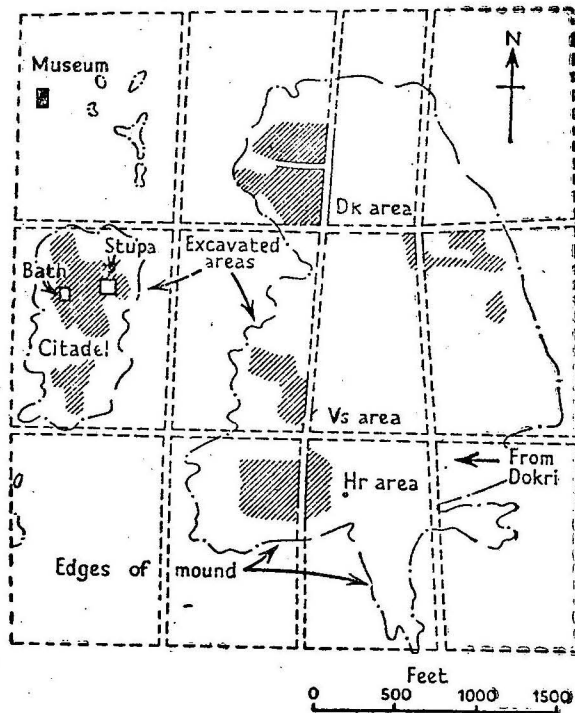 N
Museum
Dk area
Stupa
Excavated
areas
Bath
Citadel
Vs area
From
Dokri
Hr area
Edges of mound
Feet
0 500 1000 1500